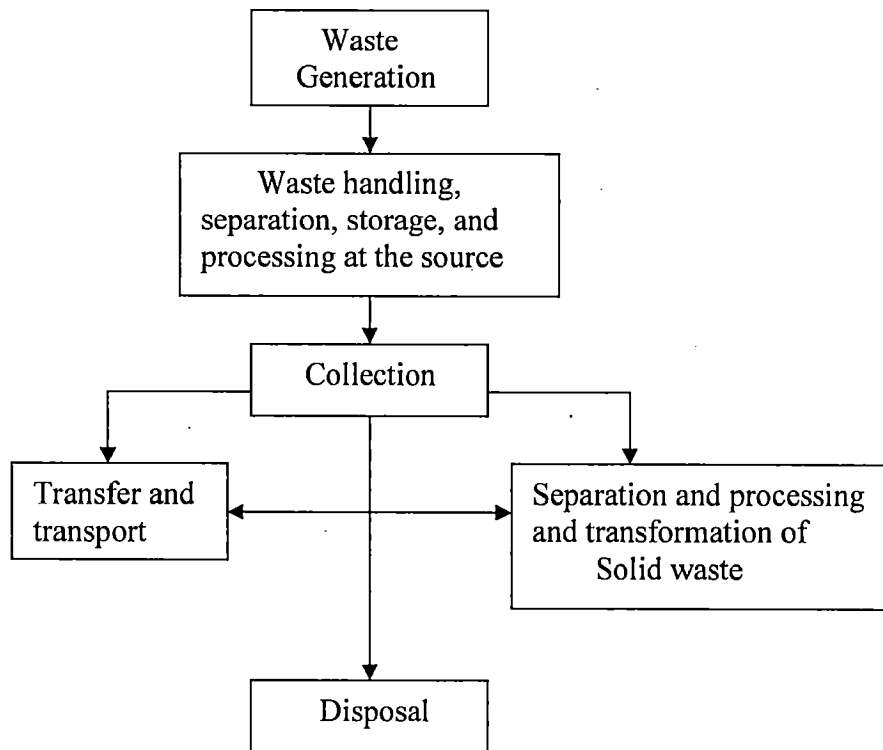 Waste
Generation
Waste handling,
separation, storage, and
processing at the source
Collection
Transfer and
transport
Separation and processing
and transformation of
Solid waste
Disposal